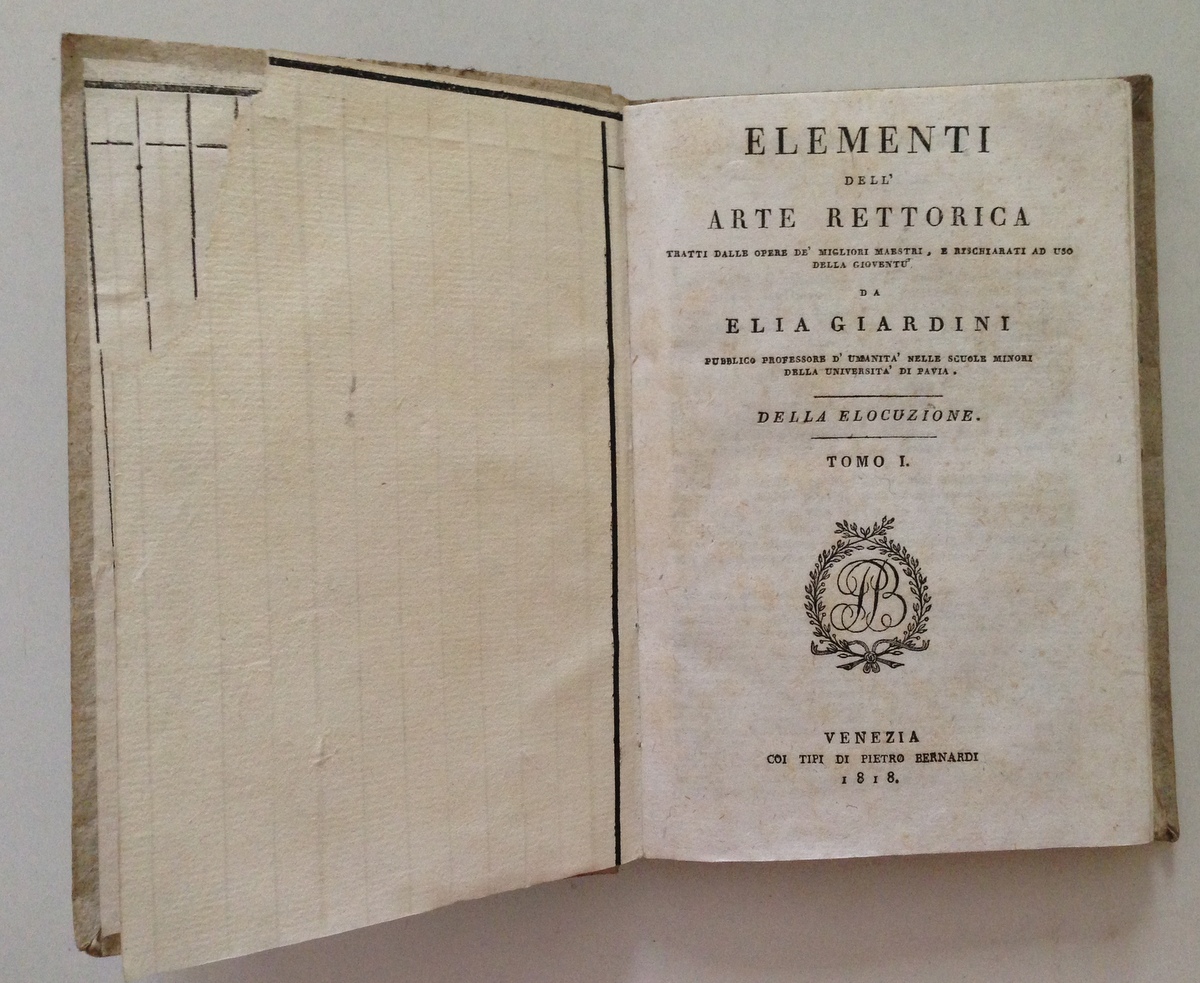 ELEMENTI
DELL'
ARTE RETTORICA
TRATTI DALLE OPERE DE' MIGLIORI MAESTRI, E RISCHIARATI AD USO
DELLA GIOVENTU'
DA
ELIA GIARDINI
PUBBLICO PROFESSORE D' UMANITA' NELLE SCUOLE MINORI
DELLA UNIVERSITA' DI PAVIA.
DELLA ELOCUZIONE.
TOMO I.
PB
VENEZIA
COI TIPI DI PIETRO BERNARDI
1818.